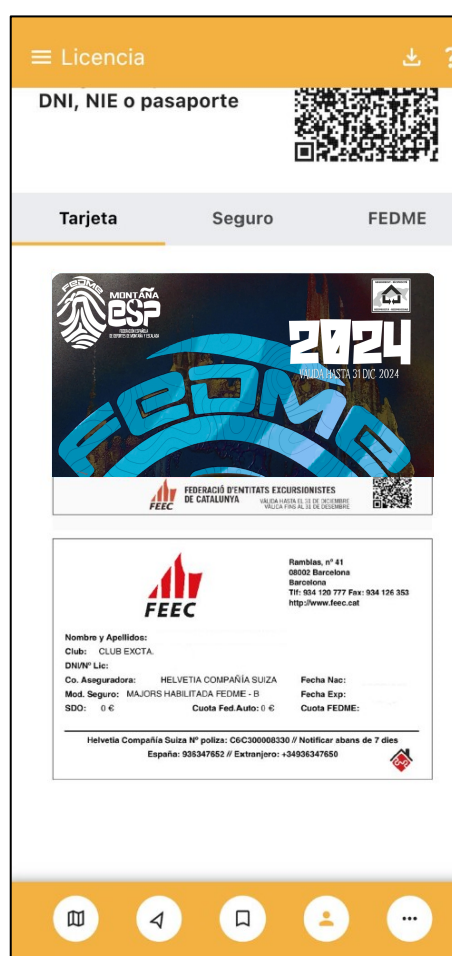 Licencia
?
DNI, NIE o pasaporte
Tarjeta
Seguro
FEDME
FEDME
MONTAÑA
esp
FEDERACIÓN ESPAÑOLA
DE DEPORTES DE MONTAÑA Y ESCALADA
2024
VALIDA HASTA 31 DIC 2024
FEDME
FEEC
FEDERACIÓ D'ENTITATS EXCURSIONISTES
DE CATALUNYA
VALIDA HASTA EL 31 DE DICIEMBRE
VÀLIDA FINS AL 31 DE DESEMBRE
FEEC
Ramblas, nº 41
08002 Barcelona
Barcelona
Tlf: 934 120 777 Fax: 934 126 353
http://www.feec.cat
Nombre y Apellidos:
Club: CLUB EXCTA.
DNI/Nº Lic:
Co. Aseguradora: HELVETIA COMPAÑÍA SUIZA Fecha Nac:
Mod. Seguro: MAJORS HABILITADA FEDME - B Fecha Exp:
SDO: 0 € Cuota Fed.Auto: 0 € Cuota FEDME:
Helvetia Compañía Suiza Nº poliza: C6C300008330 // Notificar abans de 7 dies
España: 936347652 // Extranjero: +34936347650